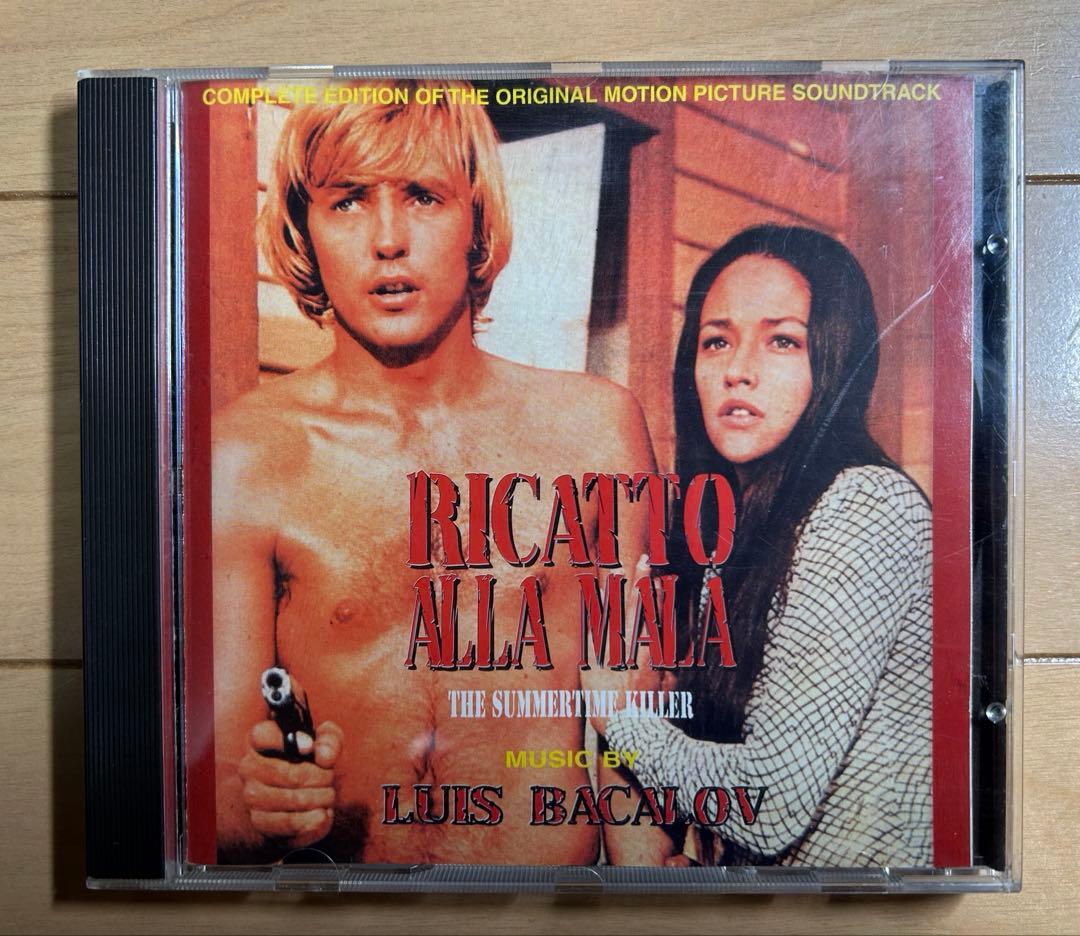 COMPLETE EDITION OF THE ORIGINAL MOTION PICTURE SOUNDTRACK
RICATTO
ALLA MALA
THE SUMMERTIME KILLER
MUSIC BY
LUIS BACALOV